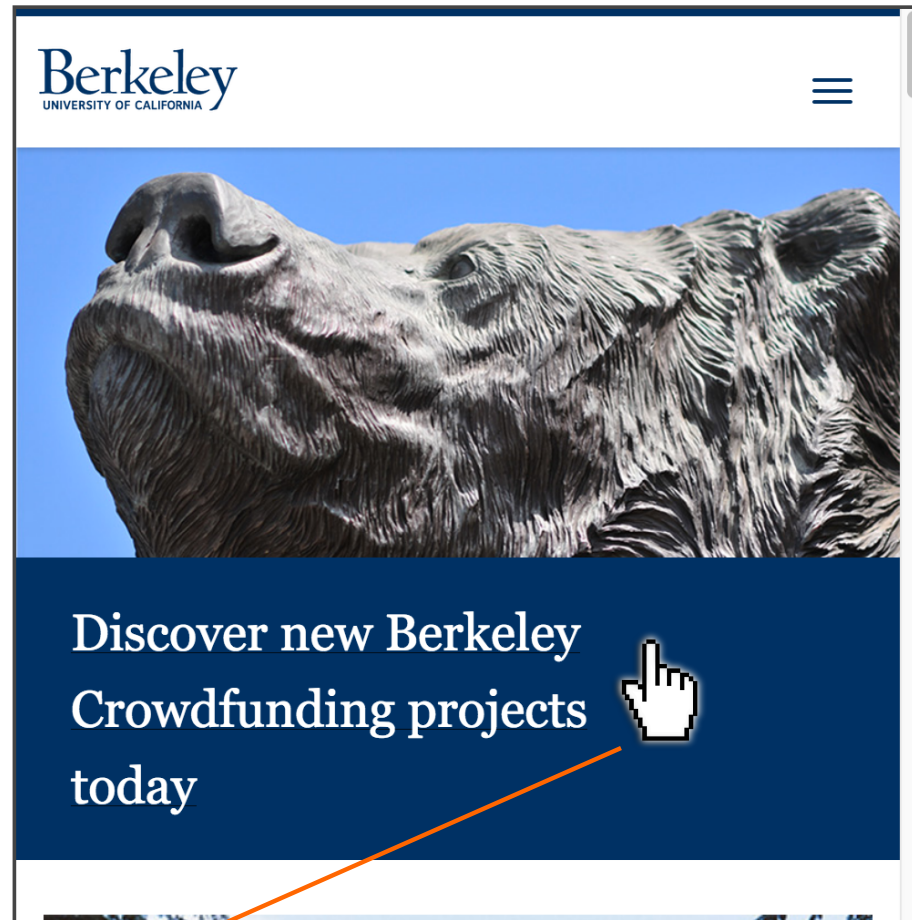 Berkeley
UNIVERSITY OF CALIFORNIA
Discover new Berkeley
Crowdfunding projects
today